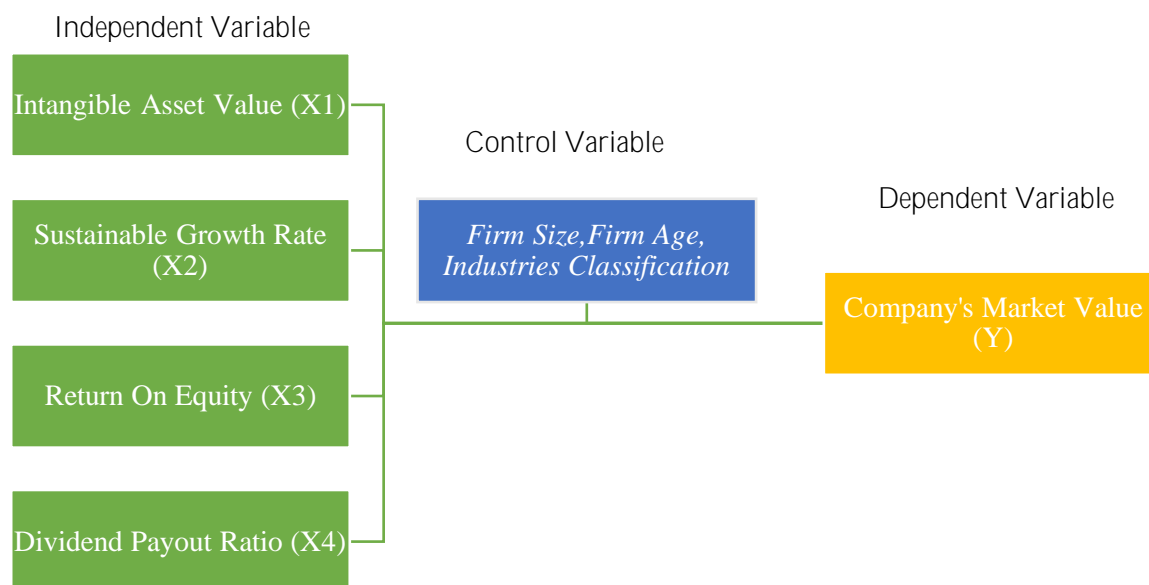 Independent Variable
Intangible Asset Value (X1)
Sustainable Growth Rate
(X2)
Return On Equity (X3)
Dividend Payout Ratio (X4)
Control Variable
Firm Size,Firm Age,
Industries Classification
Dependent Variable
Company's Market Value
(Y)